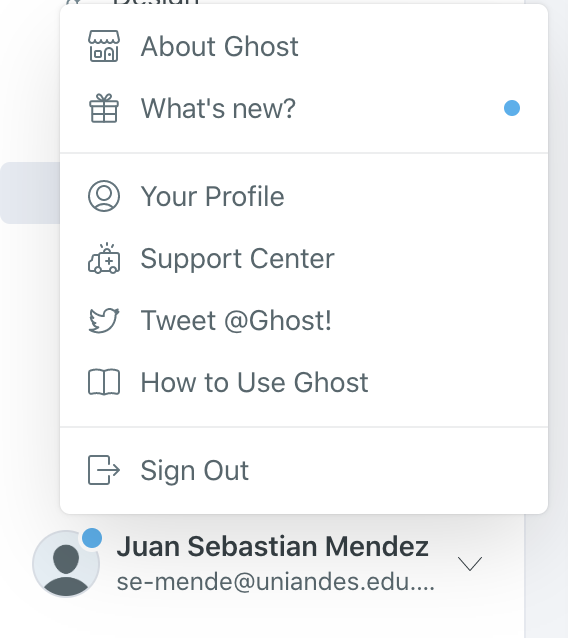 Design
About Ghost
What's new?
Your Profile
Support Center
Tweet @Ghost!
How to Use Ghost
Sign Out
Juan Sebastian Mendez
se-mende@uniandes.edu....